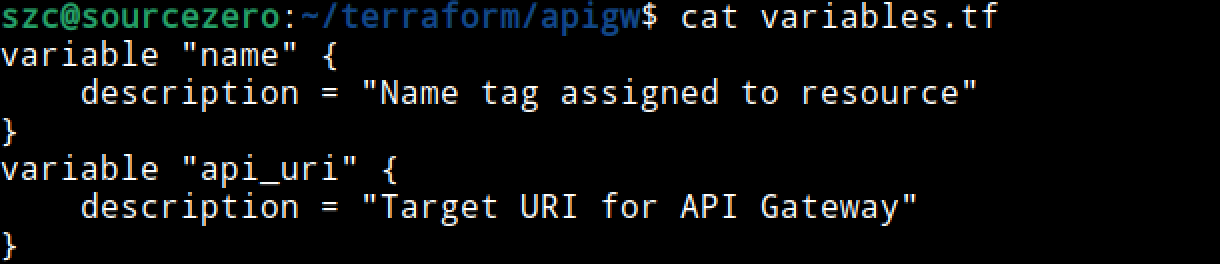 szc@sourcezero:~/terraform/apigw$ cat variables.tf
variable "name" {
    description = "Name tag assigned to resource"
}
variable "api_uri" {
    description = "Target URI for API Gateway"
}